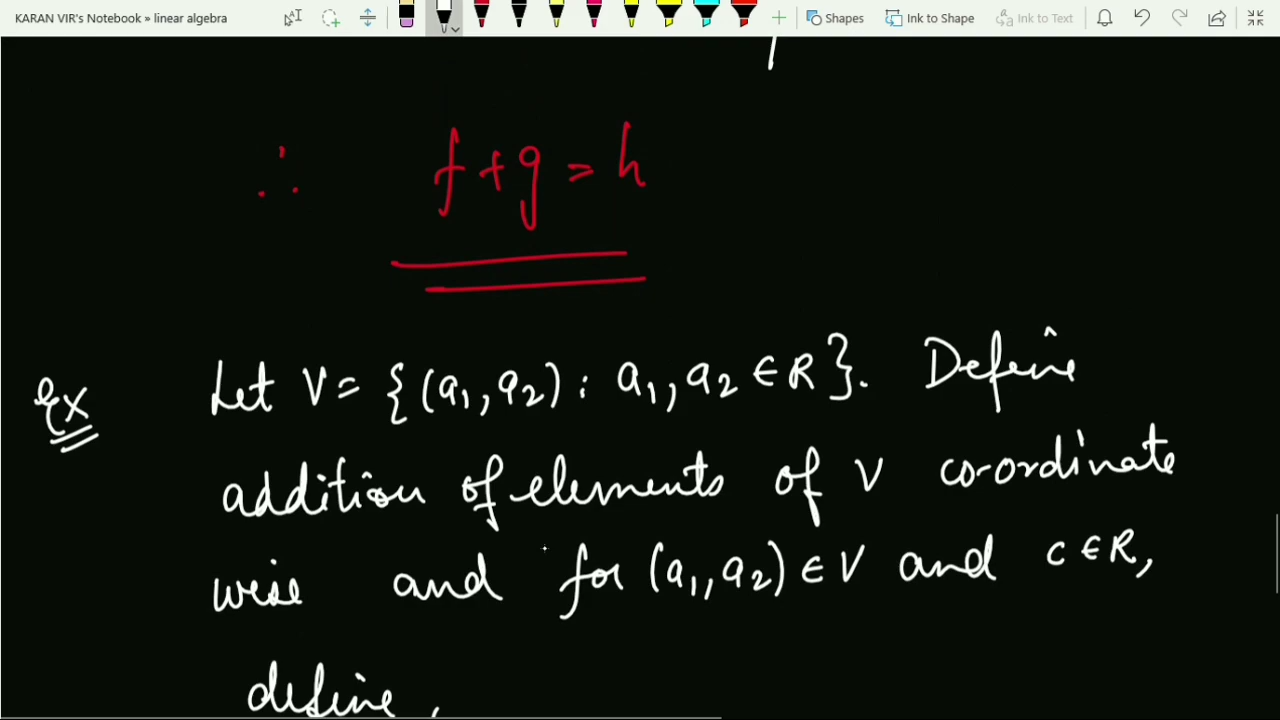 KARAN VIR's Notebook » linear algebra
Shapes
Ink to Shape
Ink to Text
∴ f+g=h
Ex Let V= {(a₁,a₂): a₁,a₂ ∈ R}. Define
addition of elements of V co-ordinate
wise and for (a₁,a₂) ∈ V and c ∈ R,
define,